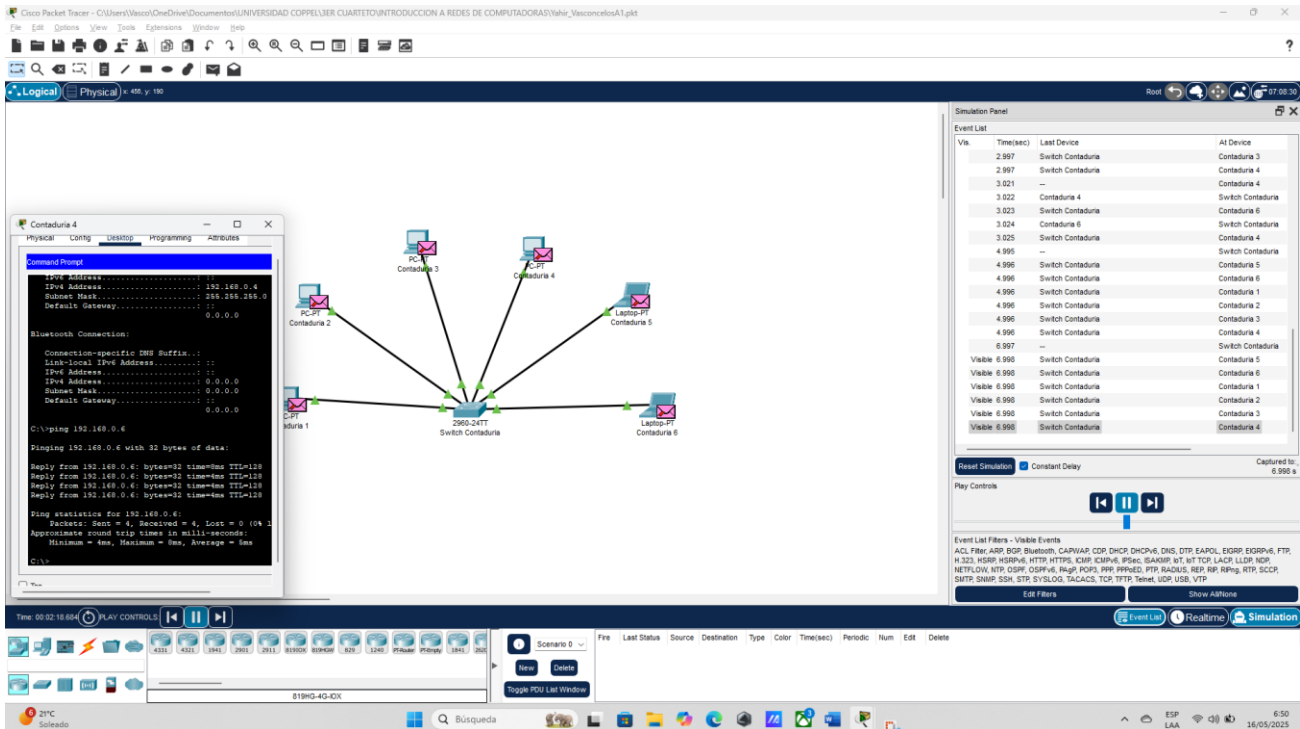 Cisco Packet Tracer - C:\Users\Vasco\OneDrive\Documentos\UNIVERSIDAD COPPEL\3ER CUARTETO\INTRODUCCION A REDES DE COMPUTADORAS\Yahir_VasconcelosA1.pkt
File Edit Options View Tools Extensions Window Help
Logical Physical x: 456, y: 190 Root 07:08:30
Simulation Panel
Event List
Vis. Time(sec) Last Device At Device
2.997 Switch Contaduria Contaduria 3
2.997 Switch Contaduria Contaduria 4
3.021 -- Contaduria 4
3.022 Contaduria 4 Switch Contaduria
3.023 Switch Contaduria Contaduria 6
3.024 Contaduria 6 Switch Contaduria
3.025 Switch Contaduria Contaduria 4
4.995 -- Switch Contaduria
4.996 Switch Contaduria Contaduria 5
4.996 Switch Contaduria Contaduria 6
4.996 Switch Contaduria Contaduria 1
4.996 Switch Contaduria Contaduria 2
4.996 Switch Contaduria Contaduria 3
4.996 Switch Contaduria Contaduria 4
6.997 -- Switch Contaduria
Visible 6.998 Switch Contaduria Contaduria 5
Visible 6.998 Switch Contaduria Contaduria 6
Visible 6.998 Switch Contaduria Contaduria 1
Visible 6.998 Switch Contaduria Contaduria 2
Visible 6.998 Switch Contaduria Contaduria 3
Visible 6.998 Switch Contaduria Contaduria 4
Reset Simulation Constant Delay Captured to:
6.998 s
Play Controls
Event List Filters - Visible Events
ACL Filter, ARP, BGP, Bluetooth, CAPWAP, CDP, DHCP, DHCPv6, DNS, DTP, EAPOL, EIGRP, EIGRPv6, FTP,
H.323, HSRP, HSRPv6, HTTP, HTTPS, ICMP, ICMPv6, IPSec, ISAKMP, IoT, IoT TCP, LACP, LLDP, NDP,
NETFLOW, NTP, OSPF, OSPFv6, PAgP, POP3, PPP, PPPoED, PTP, RADIUS, REP, RIP, RIPng, RTP, SCCP,
SMTP, SNMP, SSH, STP, SYSLOG, TACACS, TCP, TFTP, Telnet, UDP, USB, VTP
Edit Filters Show All/None
Contaduria 4
Physical Config Desktop Programming Attributes
Command Prompt
IPv6 Address......................: ::
IPv4 Address......................: 192.168.0.4
Subnet Mask.......................: 255.255.255.0
Default Gateway...................: ::
0.0.0.0
Bluetooth Connection:
Connection-specific DNS Suffix..:
Link-local IPv6 Address.........: ::
IPv6 Address......................: ::
IPv4 Address......................: 0.0.0.0
Subnet Mask.......................: 0.0.0.0
Default Gateway...................: ::
0.0.0.0
C:\>ping 192.168.0.6
Pinging 192.168.0.6 with 32 bytes of data:
Reply from 192.168.0.6: bytes=32 time=8ms TTL=128
Reply from 192.168.0.6: bytes=32 time=4ms TTL=128
Reply from 192.168.0.6: bytes=32 time=4ms TTL=128
Reply from 192.168.0.6: bytes=32 time=4ms TTL=128
Ping statistics for 192.168.0.6:
Packets: Sent = 4, Received = 4, Lost = 0 (0% l
Approximate round trip times in milli-seconds:
Minimum = 4ms, Maximum = 8ms, Average = 5ms
C:\>
PC-PT
Contaduria 3
PC-PT
Contaduria 4
PC-PT
Contaduria 2
Laptop-PT
Contaduria 5
C-PT
aduria 1
2960-24TT
Switch Contaduria
Laptop-PT
Contaduria 6
Time: 00:02:18.684 PLAY CONTROLS: Event List Realtime Simulation
4331 4321 1941 2901 2911 819IOX 819HGW 829 1240 PT-Router PT-Empty 1841
819HG-4G-IOX
Scenario 0
New Delete
Toggle PDU List Window
Fire Last Status Source Destination Type Color Time(sec) Periodic Num Edit Delete
6 21°C
Soleado
Búsqueda
3
ESP
LAA
6:50
16/05/2025